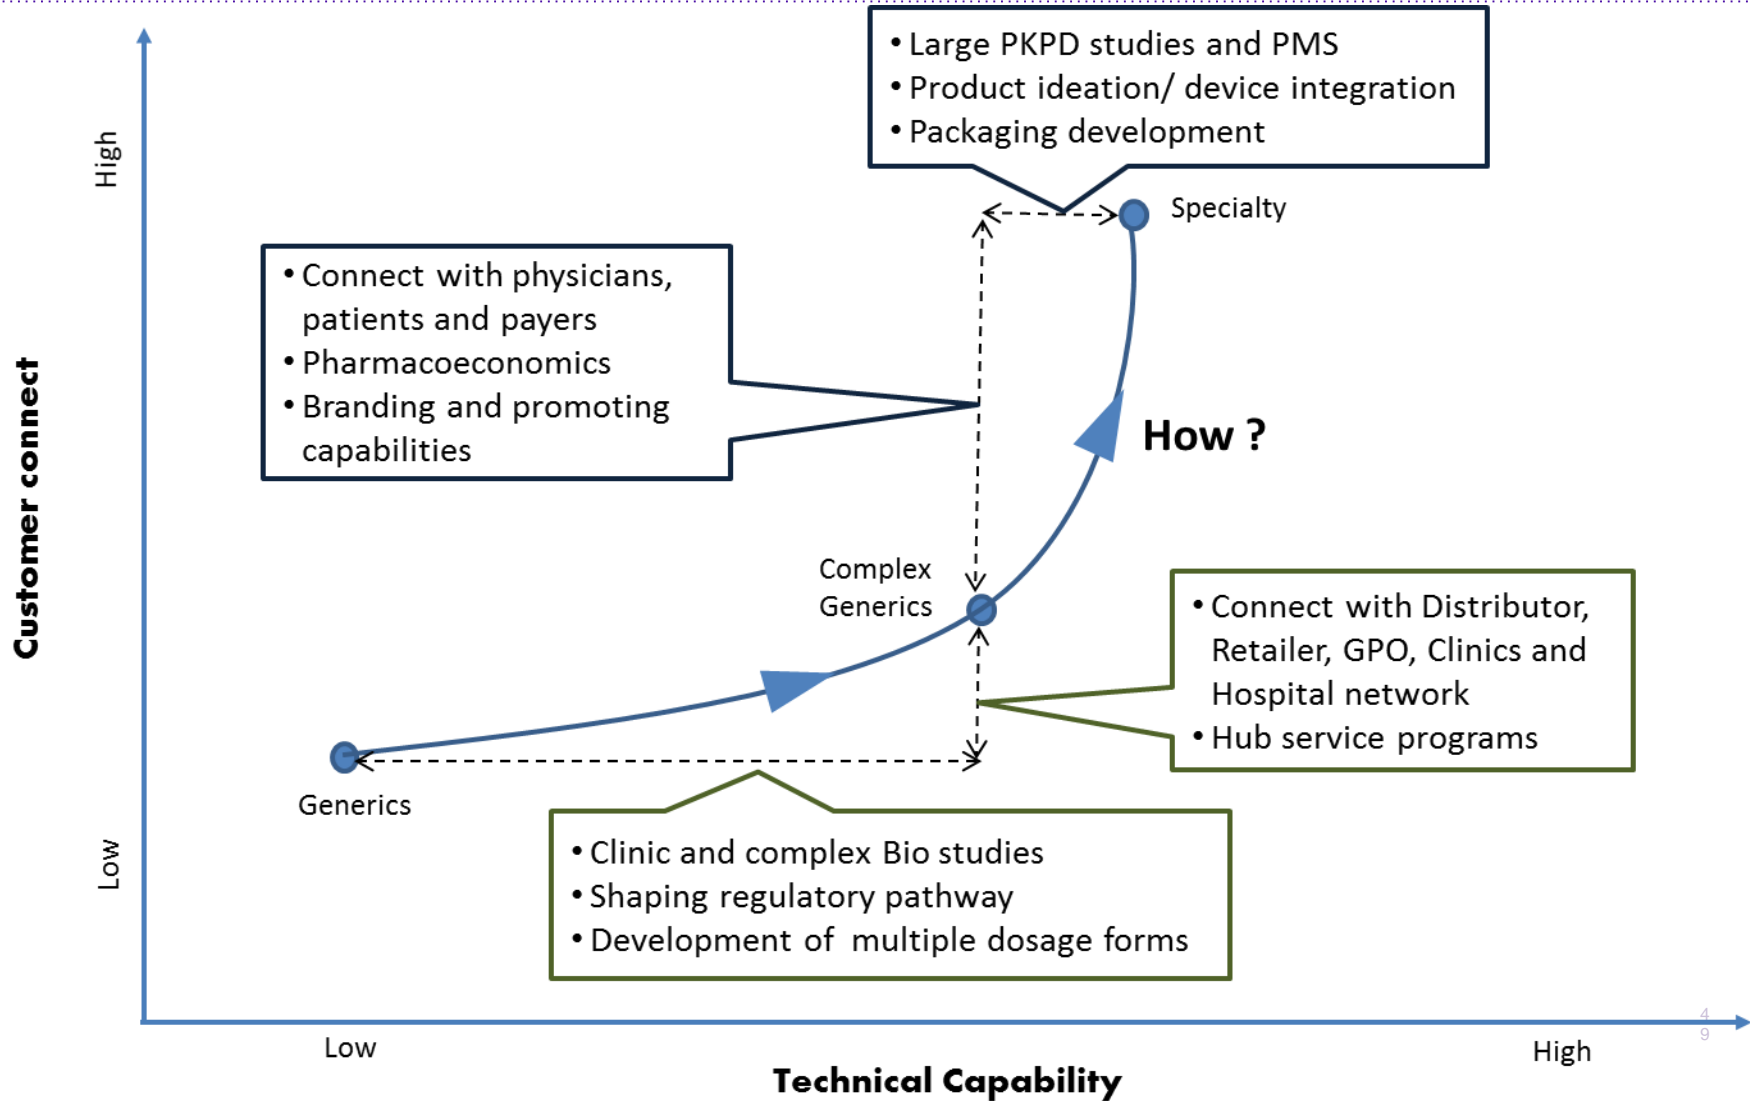 • Large PKPD studies and PMS
• Product ideation/ device integration
• Packaging development
High
Specialty
• Connect with physicians,
patients and payers
• Pharmacoeconomics
• Branding and promoting
capabilities
How ?
Customer connect
Complex
Generics
• Connect with Distributor,
Retailer, GPO, Clinics and
Hospital network
• Hub service programs
Generics
Low
• Clinic and complex Bio studies
• Shaping regulatory pathway
• Development of  multiple dosage forms
4
9
Low
High
Technical Capability